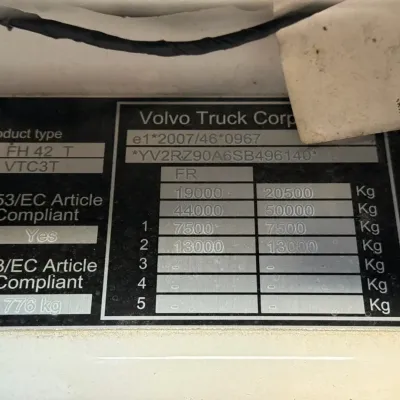 Volvo Truck Corp
oduct type
e1*2007/46*0967
FH 42 T
*YV2RZ90A6SB496140*
VTC3T
FR
19000 - 20500 Kg
44000 - 50000 Kg
53/EC Article
Compliant
1 7500 - 7500 Kg
Yes
2 13000 - 13000 Kg
3 - - Kg
3/EC Article
Compliant
4 - - Kg
776 kg
5 - - Kg